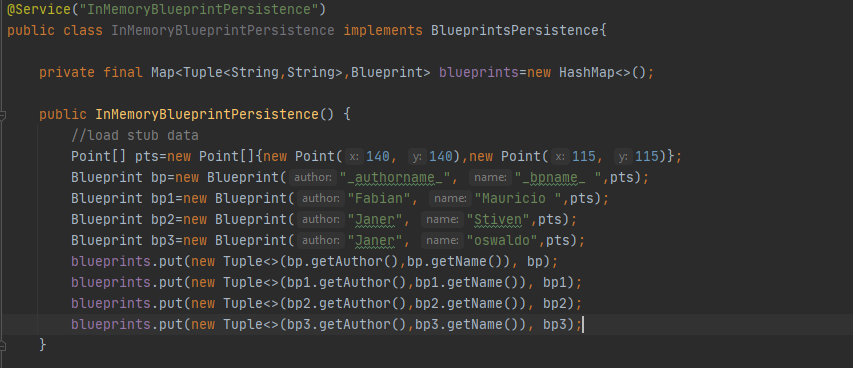 @Service("InMemoryBlueprintPersistence")
public class InMemoryBlueprintPersistence implements BlueprintsPersistence{
private final Map<Tuple<String,String>,Blueprint> blueprints=new HashMap<>();
public InMemoryBlueprintPersistence() {
//load stub data
Point[] pts=new Point[]{new Point( x: 140, y: 140),new Point( x: 115, y: 115)};
Blueprint bp=new Blueprint( author: "_authorname_", name: "_bpname_ ",pts);
Blueprint bp1=new Blueprint( author: "Fabian", name: "Mauricio ",pts);
Blueprint bp2=new Blueprint( author: "Janer", name: "Stiven",pts);
Blueprint bp3=new Blueprint( author: "Janer", name: "oswaldo",pts);
blueprints.put(new Tuple<>(bp.getAuthor(),bp.getName()), bp);
blueprints.put(new Tuple<>(bp1.getAuthor(),bp1.getName()), bp1);
blueprints.put(new Tuple<>(bp2.getAuthor(),bp2.getName()), bp2);
blueprints.put(new Tuple<>(bp3.getAuthor(),bp3.getName()), bp3);
}